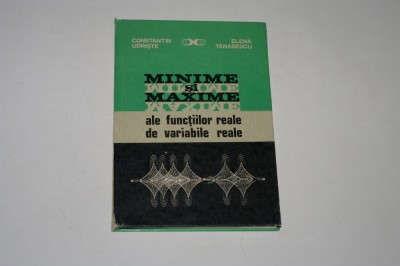 CONSTANTIN
UDRIȘTE
ELENA
TĂNĂSESCU
MINIME
și
MAXIME
ale funcțiilor reale
de variabile reale